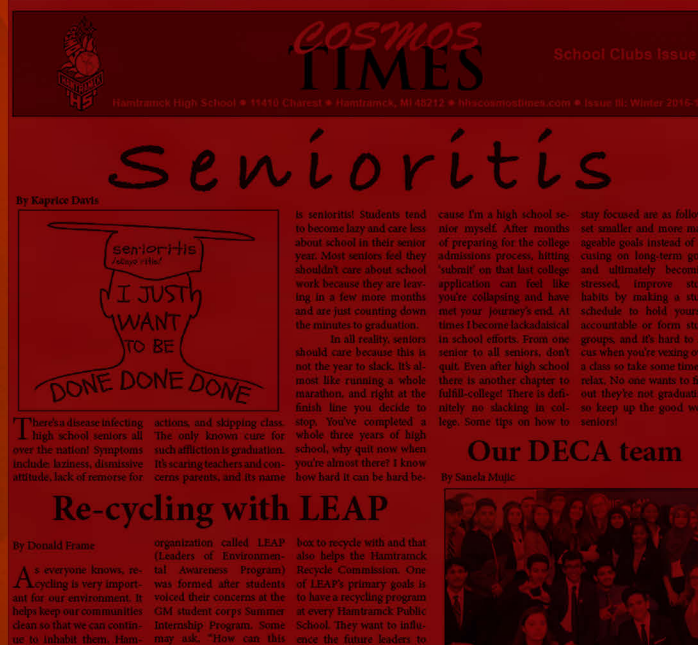 COSMOS
TIMES
School Clubs Issue
HAMTRAMCK
HS
Hamtramck High School ♦ 11410 Charest ♦ Hamtramck, MI 48212 ♦ hhscosmostimes.com ♦ Issue III: Winter 2016-1
Senioritis
By Kaprice Davis
senioritis
I JUST
WANT
TO BE
DONE DONE DONE
There's a disease infecting
high school seniors all
over the nation! Symptoms
include: laziness, dismissive
attitude, lack of remorse for
actions, and skipping class.
The only known cure for
such affliction is graduation.
It's scaring teachers and con-
cerns parents, and its name
is senioritis! Students tend
to become lazy and care less
about school in their senior
year. Most seniors feel they
shouldn't care about school
work because they are leav-
ing in a few more months
and are just counting down
the minutes to graduation.
In all reality, seniors
should care because this is
not the year to slack. It's al-
most like running a whole
marathon, and right at the
finish line you decide to
stop. You've completed a
whole three years of high
school, why quit now when
you're almost there? I know
how hard it can be hard be-
cause I'm a high school se-
nior myself. After months
of preparing for the college
admissions process, hitting
'submit' on that last college
application can feel like
you're collapsing and have
met your journey's end. At
times I become lackadaisical
in school efforts. From one
senior to all seniors, don't
quit. Even after high school
there is another chapter to
fulfill-college! There is defi-
nitely no slacking in col-
lege. Some tips on how to
stay focused are as follo
set smaller and more ma
ageable goals instead of
cusing on long-term go
and ultimately becom
stressed, improve stu
habits by making a stu
schedule to hold yours
accountable or form stu
groups, and it's hard to
cus when you're vexing o
a class so take some time
relax. No one wants to f
out they're not graduati
so keep up the good wo
seniors!
Re-cycling with LEAP
By Donald Frame
As everyone knows, re-
cycling is very import-
ant for our environment. It
helps keep our communities
clean so that we can contin-
ue to inhabit them. Ham-
organization called LEAP
(Leaders of Environmen-
tal Awareness Program)
was formed after students
voiced their concerns at the
GM student corps Summer
Internship Program. Some
may ask, "How can this
box to recycle with and that
also helps the Hamtramck
Recycle Commission. One
of LEAP's primary goals is
to have a recycling program
at every Hamtramck Public
School. They want to influ-
ence the future leaders to
Our DECA team
By Sanela Mujic